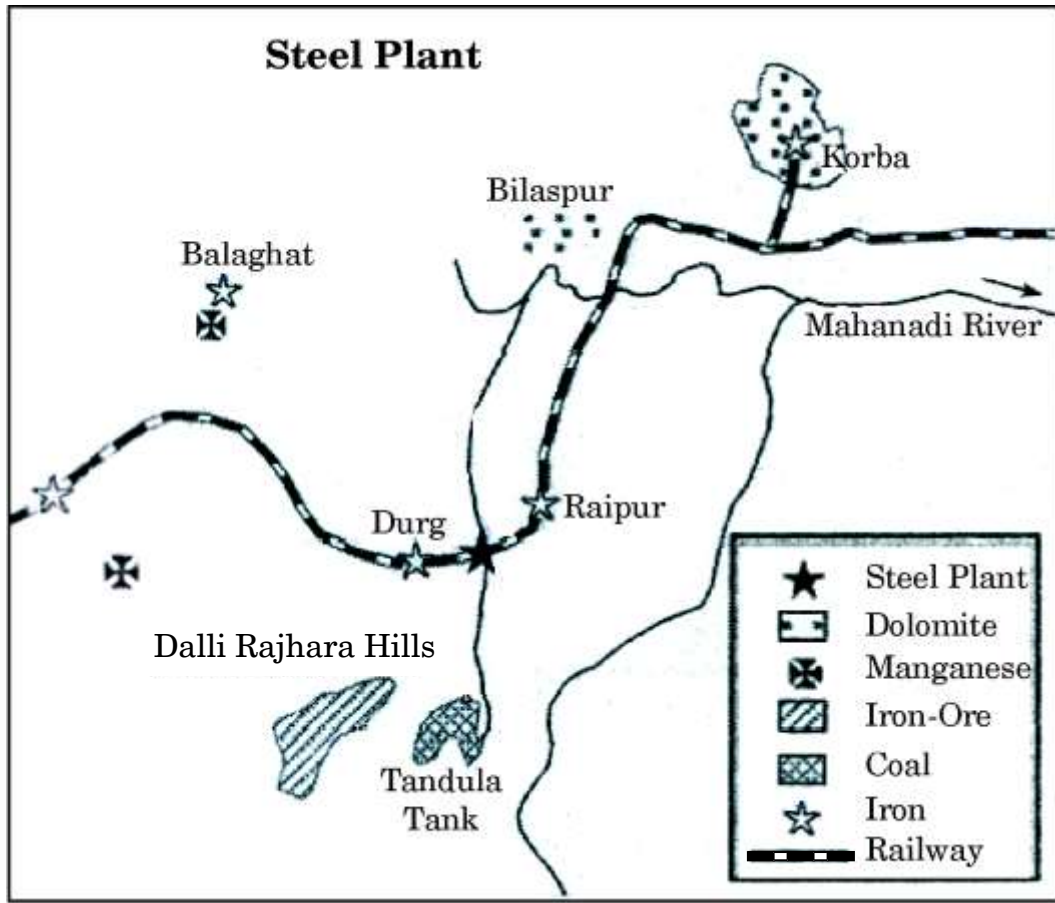 Steel Plant
Korba
Bilaspur
Balaghat
Mahanadi River
Raipur
Durg
Dalli Rajhara Hills
Tandula
Tank
Steel Plant
Dolomite
Manganese
Iron-Ore
Coal
Iron
Railway